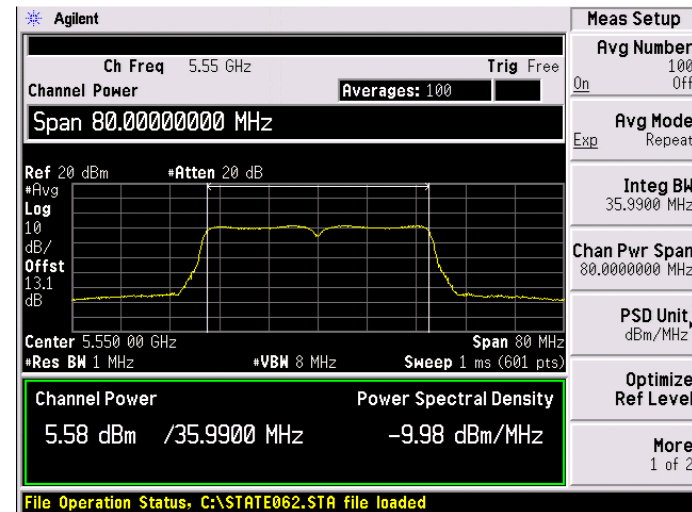 Agilent
Meas Setup
Ch Freq 5.55 GHz Trig Free
Channel Power Averages: 100
Span 80.00000000 MHz
Ref 20 dBm #Atten 20 dB
#Avg
Log
10
dB/
Offst
13.1
dB
Center 5.550 00 GHz Span 80 MHz
#Res BW 1 MHz #VBW 8 MHz Sweep 1 ms (601 pts)
Channel Power Power Spectral Density
5.58 dBm /35.9900 MHz -9.98 dBm/MHz
File Operation Status, C:\STATE062.STA file loaded
Avg Number
100
On Off
Avg Mode
Exp Repeat
Integ BW
35.9900 MHz
Chan Pwr Span
80.0000000 MHz
PSD Unit,
dBm/MHz
Optimize
Ref Level
More
1 of 2